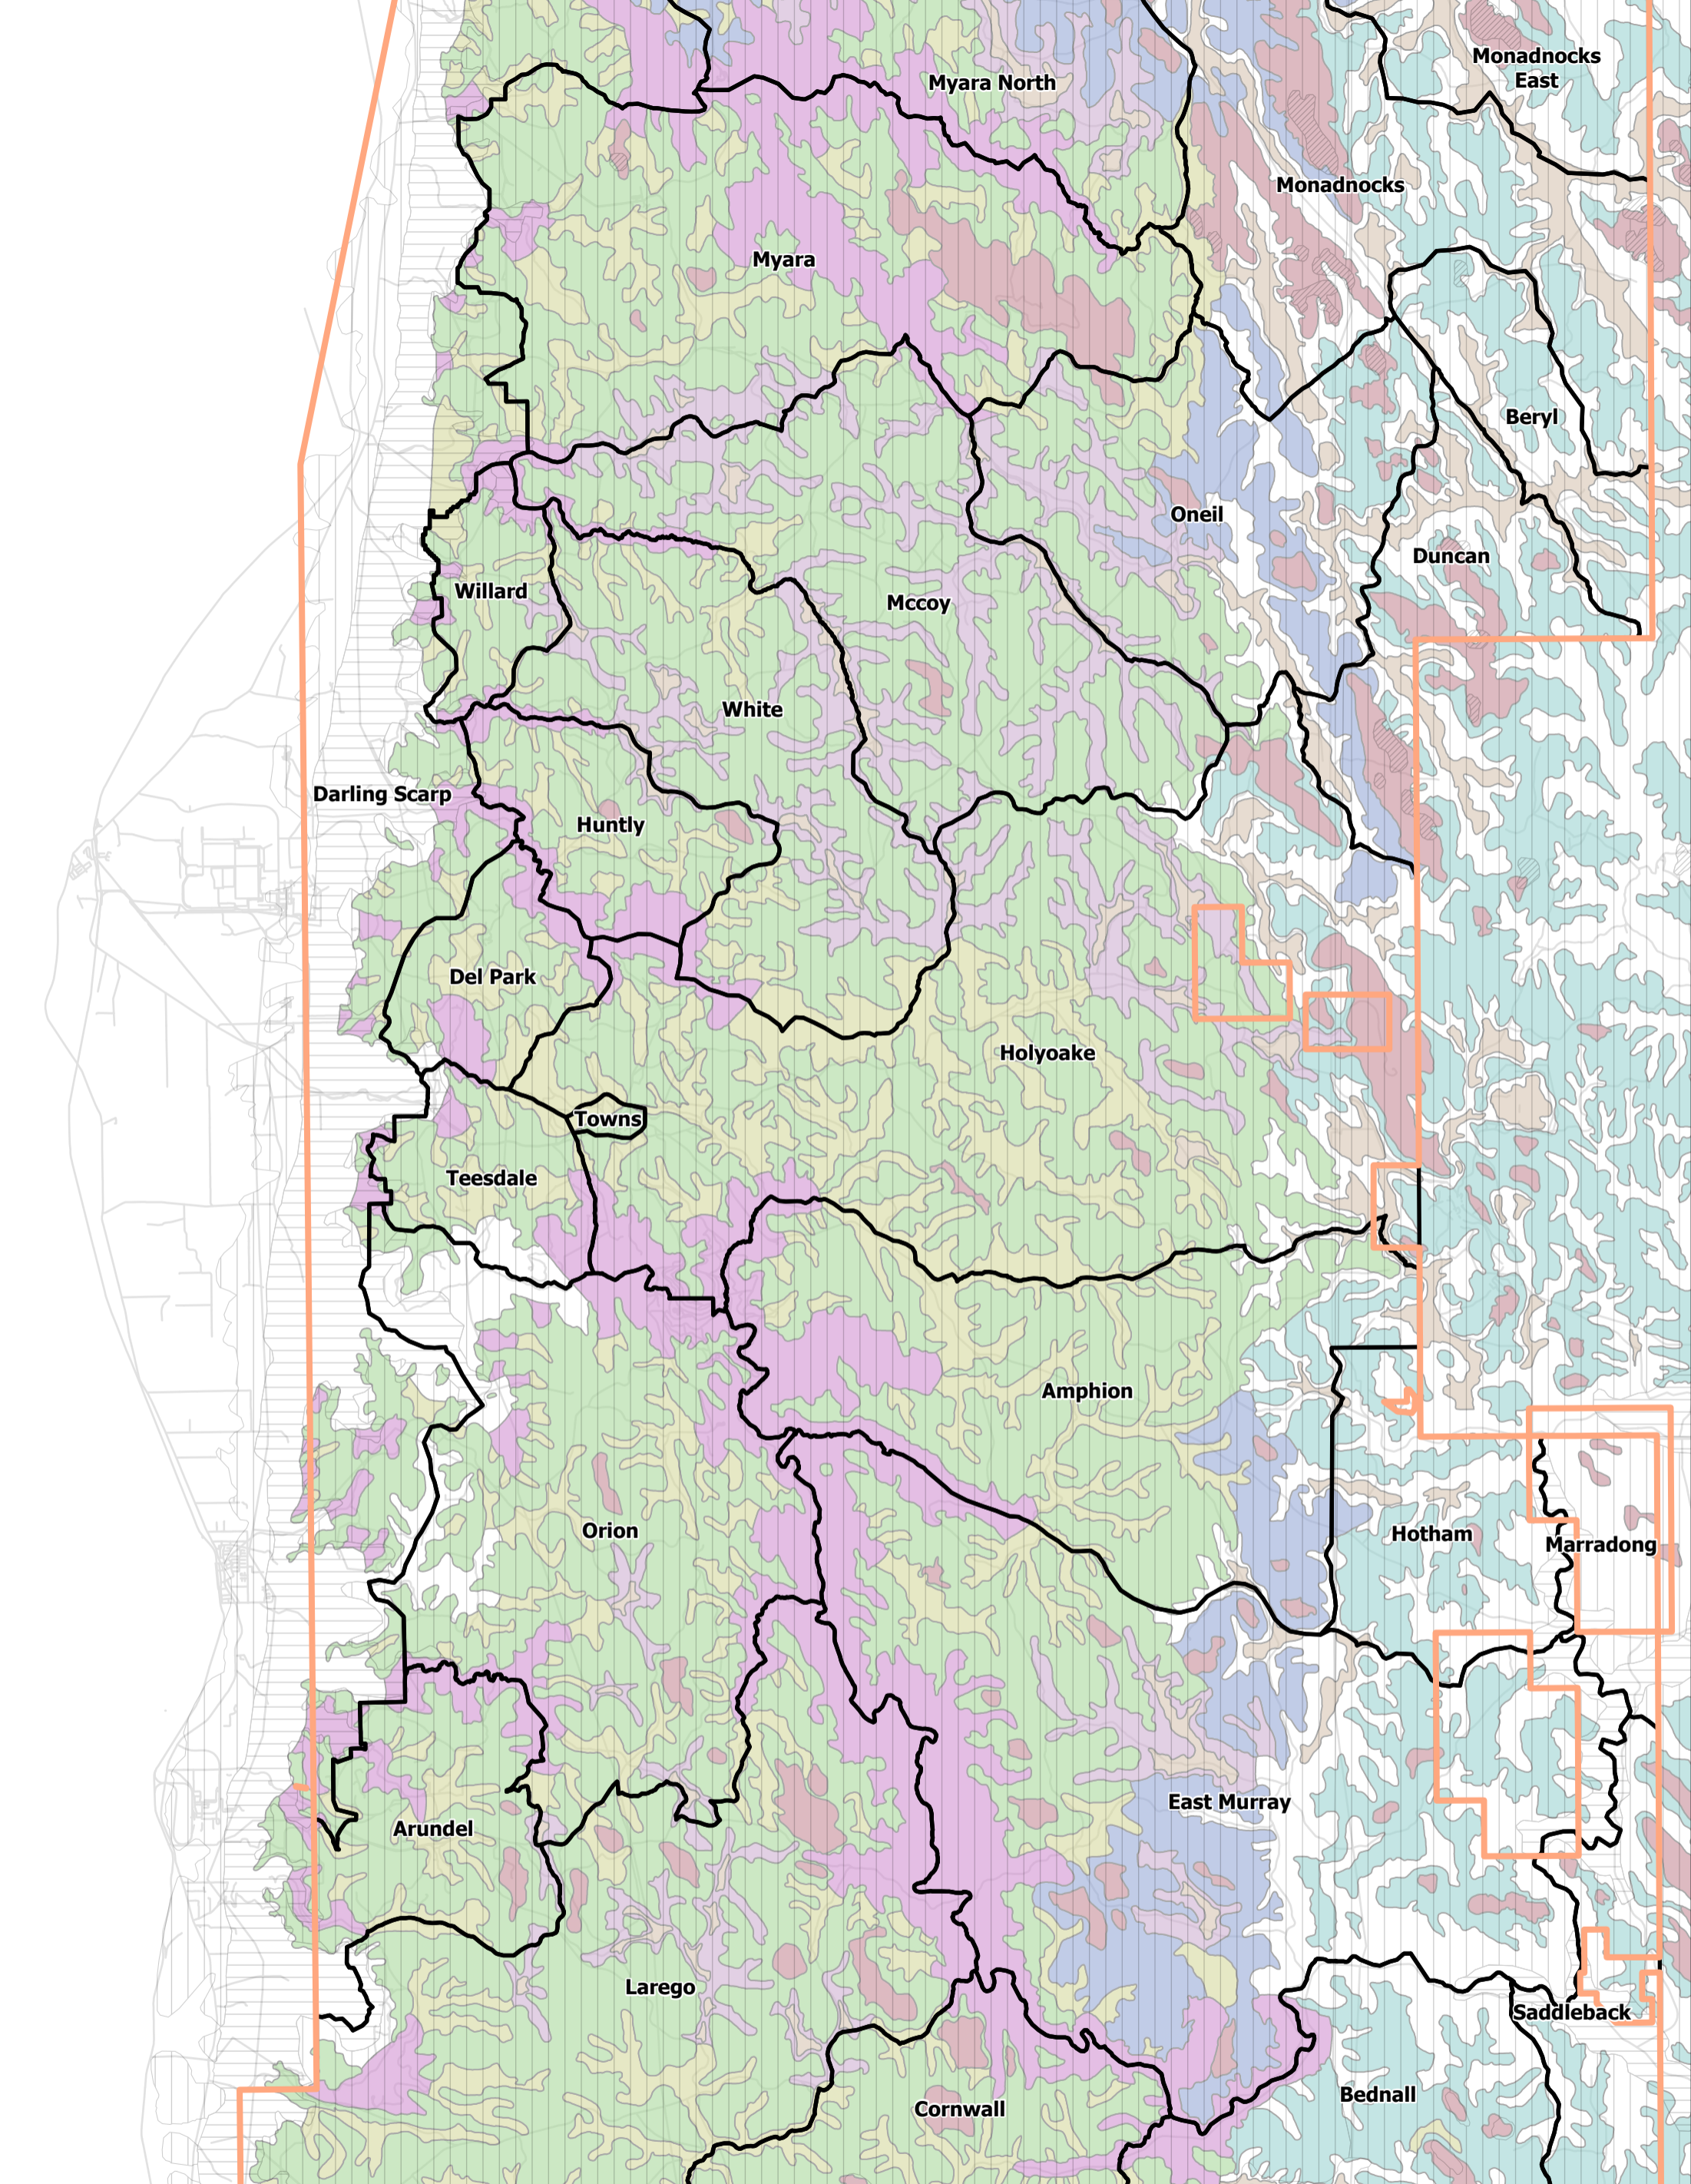 Monadnocks
East
Myara North
Monadnocks
Myara
Beryl
Oneil
Duncan
Willard
Mccoy
White
Darling Scarp
Huntly
Del Park
Holyoake
Towns
Teesdale
Amphion
Orion
Hotham
Marradong
East Murray
Arundel
Larego
Saddleback
Bednall
Cornwall